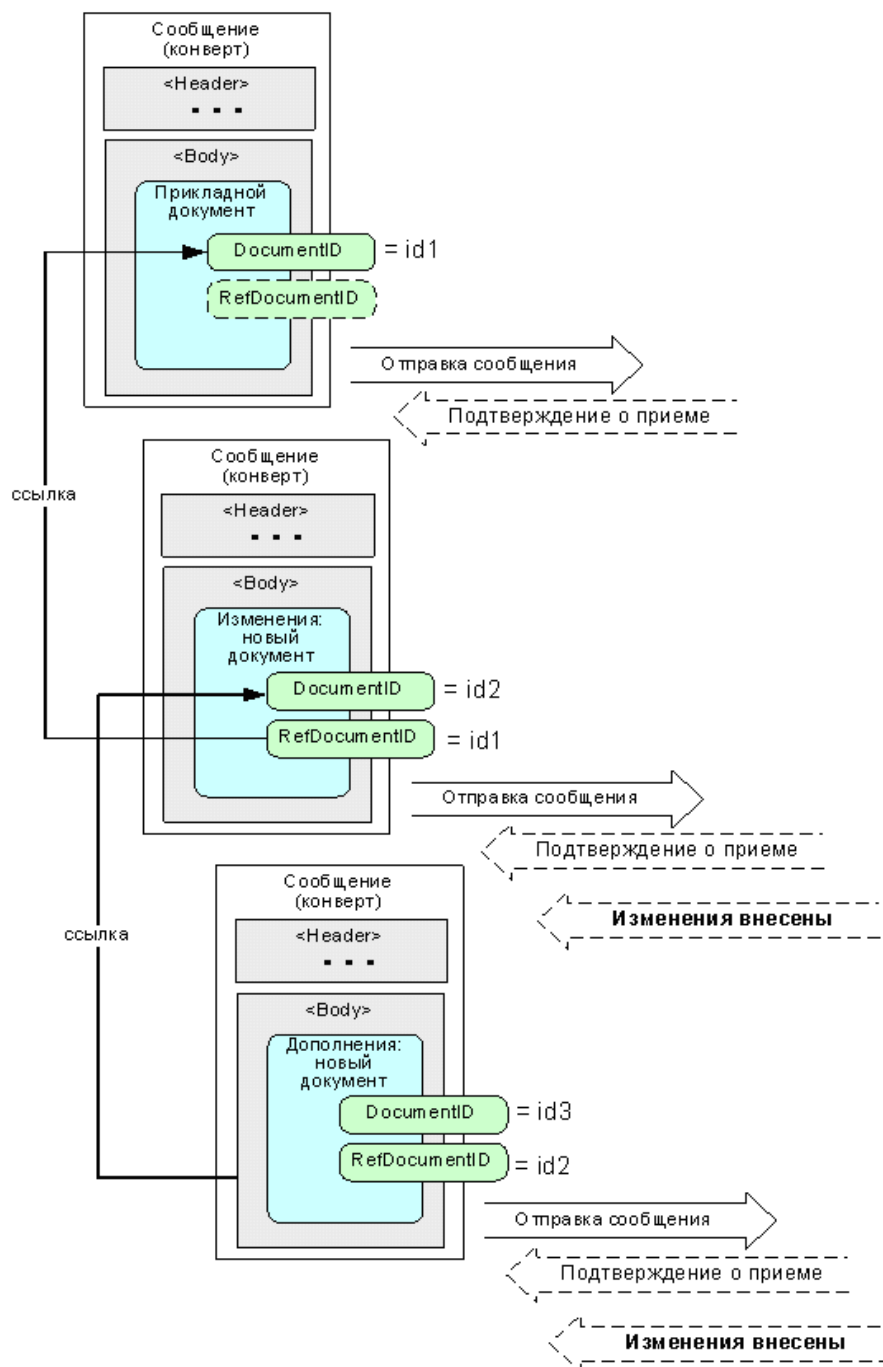 Сообщение
(конверт)
<Header>
- - -
<Body>
Прикладной
документ
DocumentID = id1
RefDocumentID
Отправка сообщения
Подтверждение о приеме
Сообщение
(конверт)
ссылка
<Header>
- - -
<Body>
Изменения:
новый
документ
DocumentID = id2
RefDocumentID = id1
Отправка сообщения
Подтверждение о приеме
Сообщение
(конверт)
Изменения внесены
ссылка
<Header>
- - -
<Body>
Дополнения:
новый
документ
DocumentID = id3
RefDocumentID = id2
Отправка сообщения
Подтверждение о приеме
Изменения внесены